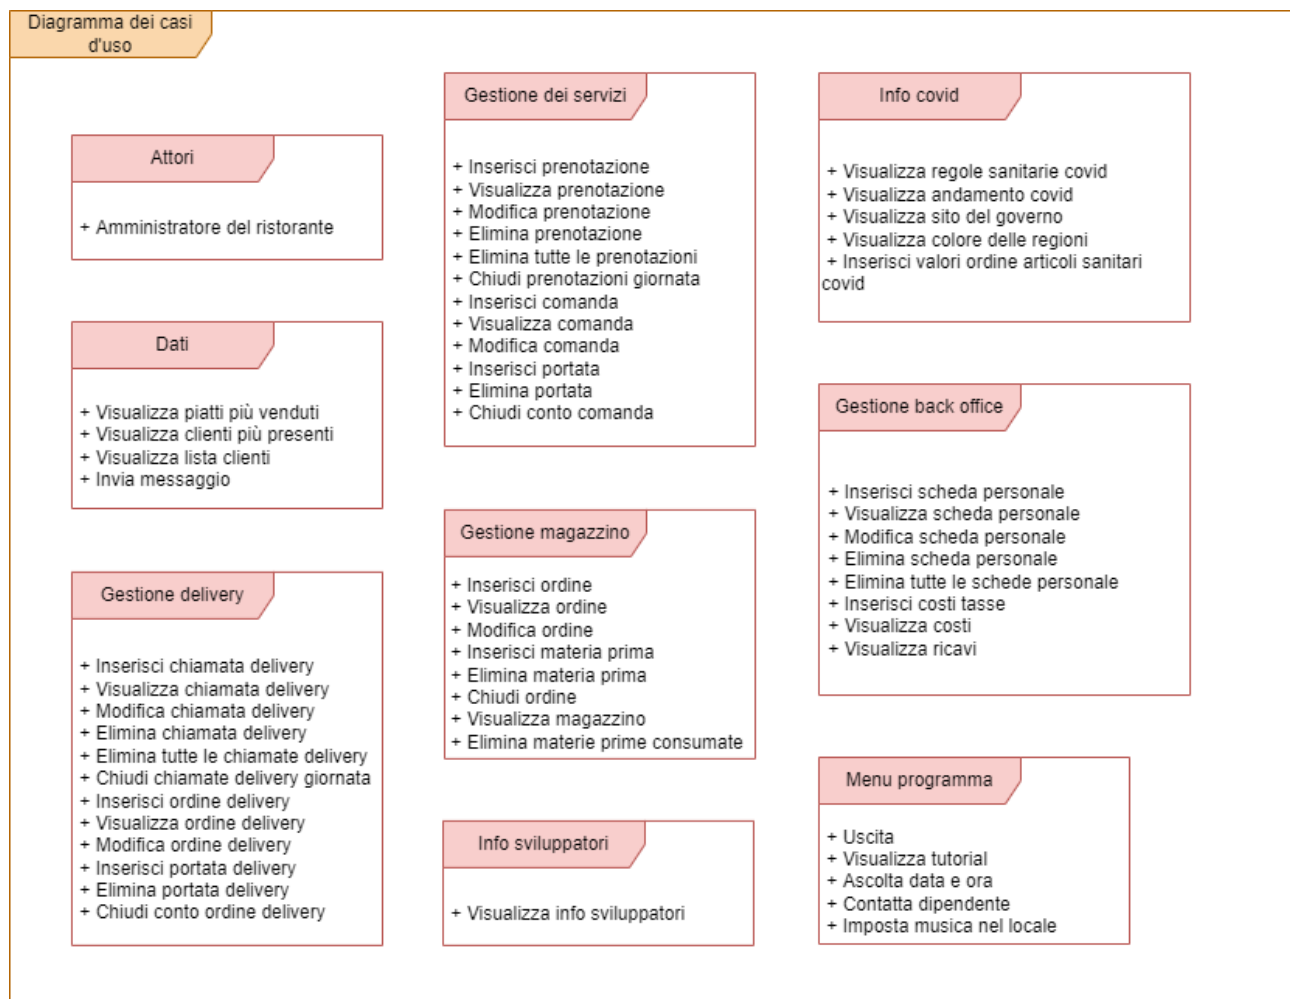 Diagramma dei casi
d'uso
Attori
+ Amministratore del ristorante
Dati
+ Visualizza piatti più venduti
+ Visualizza clienti più presenti
+ Visualizza lista clienti
+ Invia messaggio
Gestione delivery
+ Inserisci chiamata delivery
+ Visualizza chiamata delivery
+ Modifica chiamata delivery
+ Elimina chiamata delivery
+ Elimina tutte le chiamate delivery
+ Chiudi chiamate delivery giornata
+ Inserisci ordine delivery
+ Visualizza ordine delivery
+ Modifica ordine delivery
+ Inserisci portata delivery
+ Elimina portata delivery
+ Chiudi conto ordine delivery
Gestione dei servizi
+ Inserisci prenotazione
+ Visualizza prenotazione
+ Modifica prenotazione
+ Elimina prenotazione
+ Elimina tutte le prenotazioni
+ Chiudi prenotazioni giornata
+ Inserisci comanda
+ Visualizza comanda
+ Modifica comanda
+ Inserisci portata
+ Elimina portata
+ Chiudi conto comanda
Gestione magazzino
+ Inserisci ordine
+ Visualizza ordine
+ Modifica ordine
+ Inserisci materia prima
+ Elimina materia prima
+ Chiudi ordine
+ Visualizza magazzino
+ Elimina materie prime consumate
Info sviluppatori
+ Visualizza info sviluppatori
Info covid
+ Visualizza regole sanitarie covid
+ Visualizza andamento covid
+ Visualizza sito del governo
+ Visualizza colore delle regioni
+ Inserisci valori ordine articoli sanitari
covid
Gestione back office
+ Inserisci scheda personale
+ Visualizza scheda personale
+ Modifica scheda personale
+ Elimina scheda personale
+ Elimina tutte le schede personale
+ Inserisci costi tasse
+ Visualizza costi
+ Visualizza ricavi
Menu programma
+ Uscita
+ Visualizza tutorial
+ Ascolta data e ora
+ Contatta dipendente
+ Imposta musica nel locale